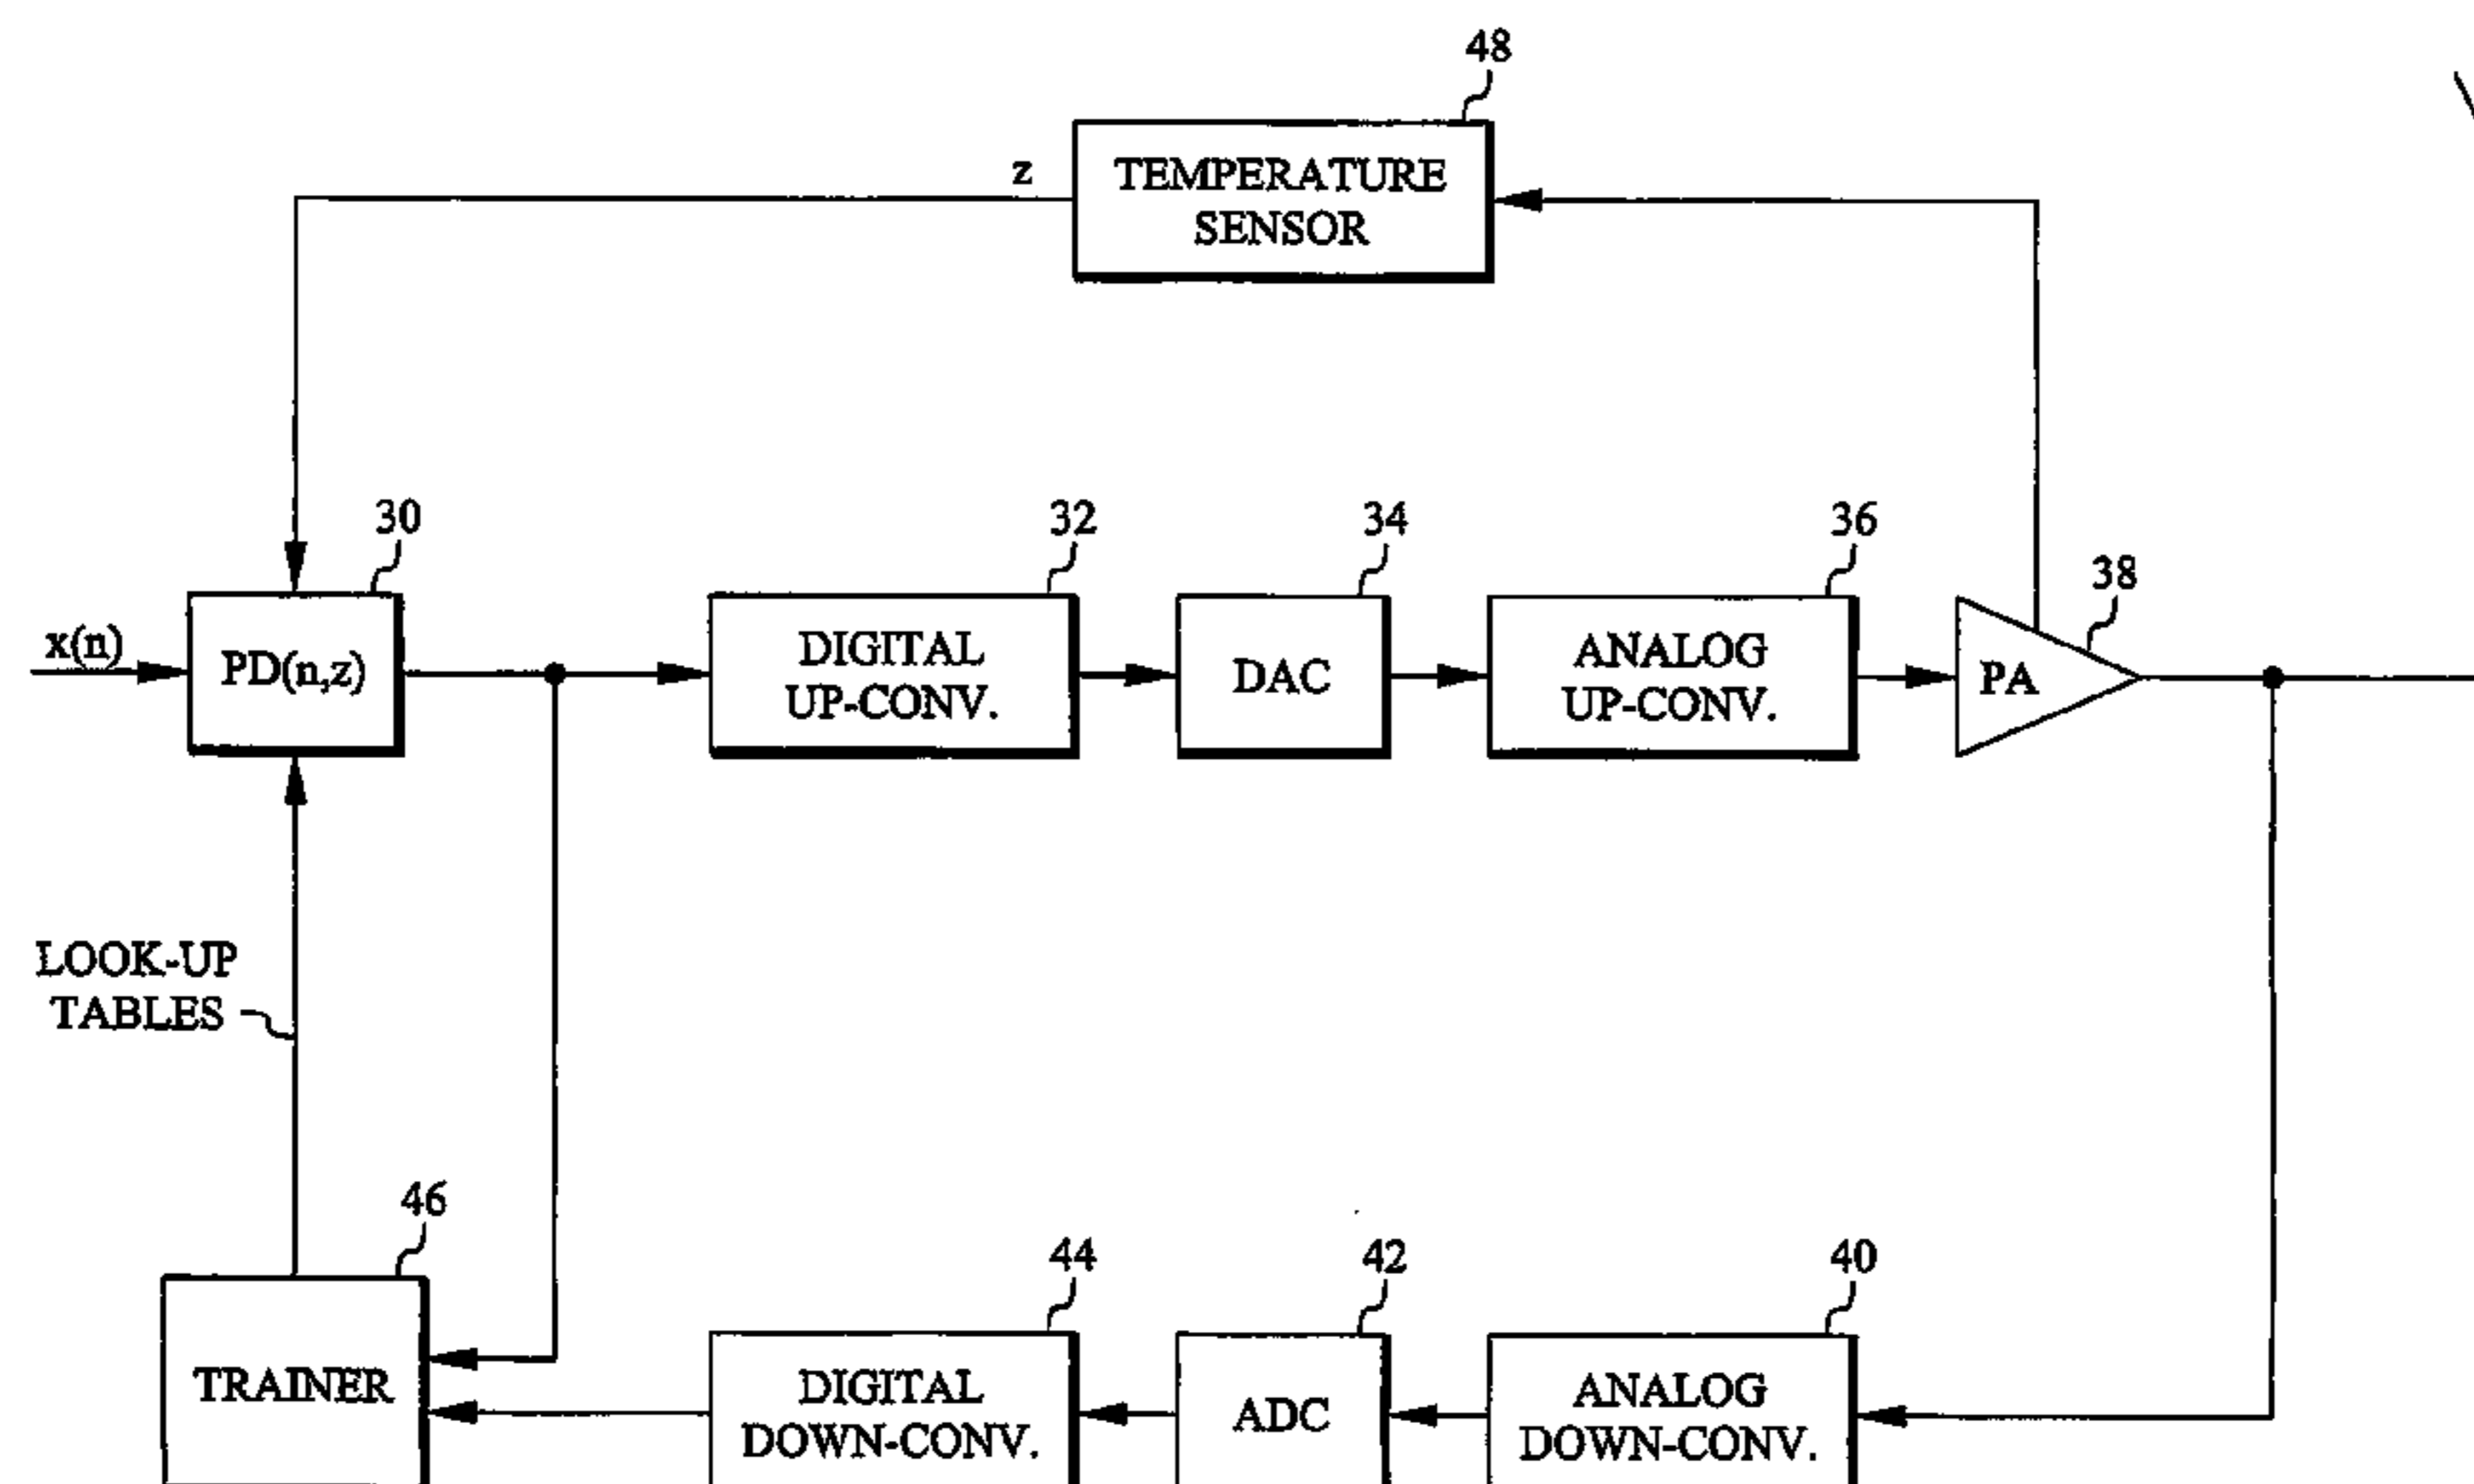 48
z
TEMPERATURE
SENSOR
30
32
34
36
38
x(n)
PD(n,z)
DIGITAL
UP-CONV.
DAC
ANALOG
UP-CONV.
PA
LOOK-UP
TABLES
46
44
42
40
TRAINER
DIGITAL
DOWN-CONV.
ADC
ANALOG
DOWN-CONV.